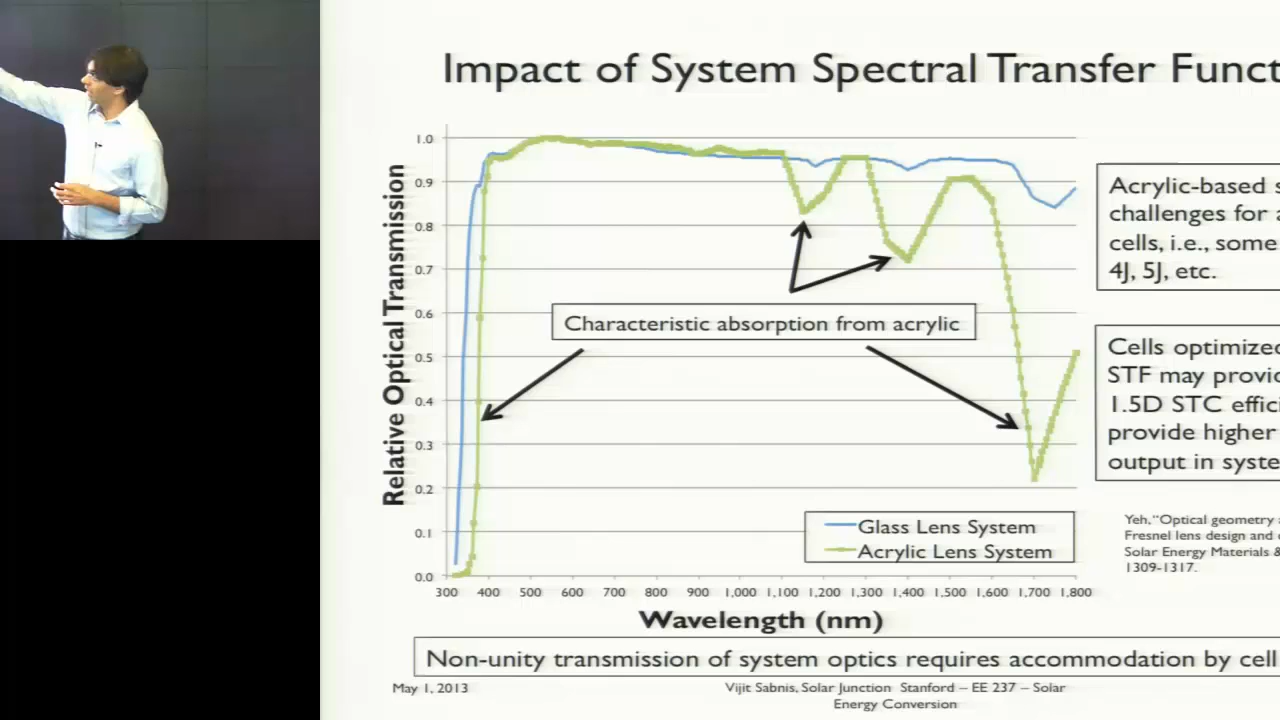 Impact of System Spectral Transfer Funct
1.0
0.9
0.8
0.7
0.6
0.5
0.4
0.3
0.2
0.1
0.0
Relative Optical Transmission
Characteristic absorption from acrylic
Glass Lens System
Acrylic Lens System
300 400 500 600 700 800 900 1,000 1,100 1,200 1,300 1,400 1,500 1,600 1,700 1,800
Wavelength (nm)
Acrylic-based s
challenges for a
cells, i.e., some
4J, 5J, etc.
Cells optimized
STF may provid
1.5D STC effici
provide higher
output in syste
Yeh, "Optical geometry a
Fresnel lens design and c
Solar Energy Materials &
1309-1317.
Non-unity transmission of system optics requires accommodation by cell
May 1, 2013
Vijit Sabnis, Solar Junction Stanford – EE 237 – Solar
Energy Conversion